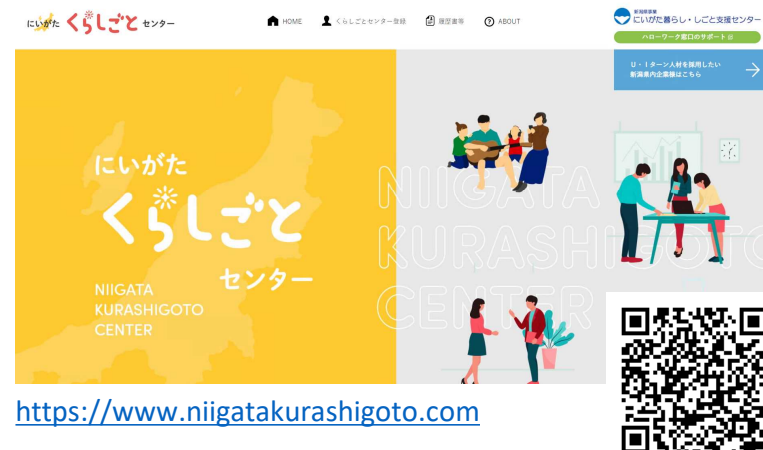 にいがた くらしごと センター
HOME
くらしごとセンター登録
履歴書等
ABOUT
新潟県事業
にいがた暮らし・しごと支援センター
ハローワーク窓口のサポート
U・Iターン人材を採用したい
新潟県内企業様はこちら
にいがた
くらしごと
センター
NIIGATA
KURASHIGOTO
CENTER
NIIGATA
KURASHIGOTO
CENTER
https://www.niigatakurashigoto.com